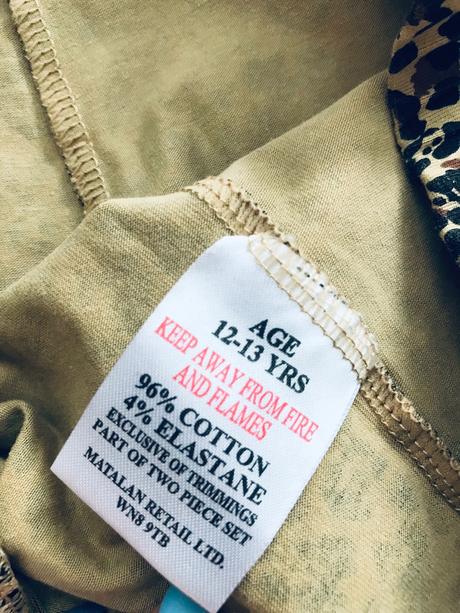 AGE
12-13 YRS
KEEP AWAY FROM FIRE
AND FLAMES
96% COTTON
4% ELASTANE
EXCLUSIVE OF TRIMMINGS
PART OF TWO PIECE SET
MATALAN RETAIL LTD.
WN8 9TB